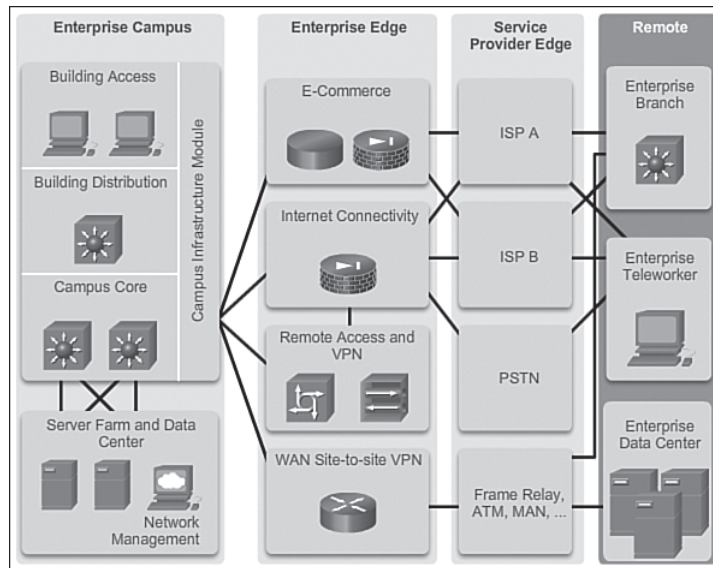 Enterprise Campus
Building Access
Building Distribution
Campus Core
Campus Infrastructure Module
Server Farm and Data
Center
Network
Management
Enterprise Edge
E-Commerce
Internet Connectivity
Remote Access and
VPN
WAN Site-to-site VPN
Service
Provider Edge
ISP A
ISP B
PSTN
Frame Relay,
ATM, MAN, ...
Remote
Enterprise
Branch
Enterprise
Teleworker
Enterprise
Data Center